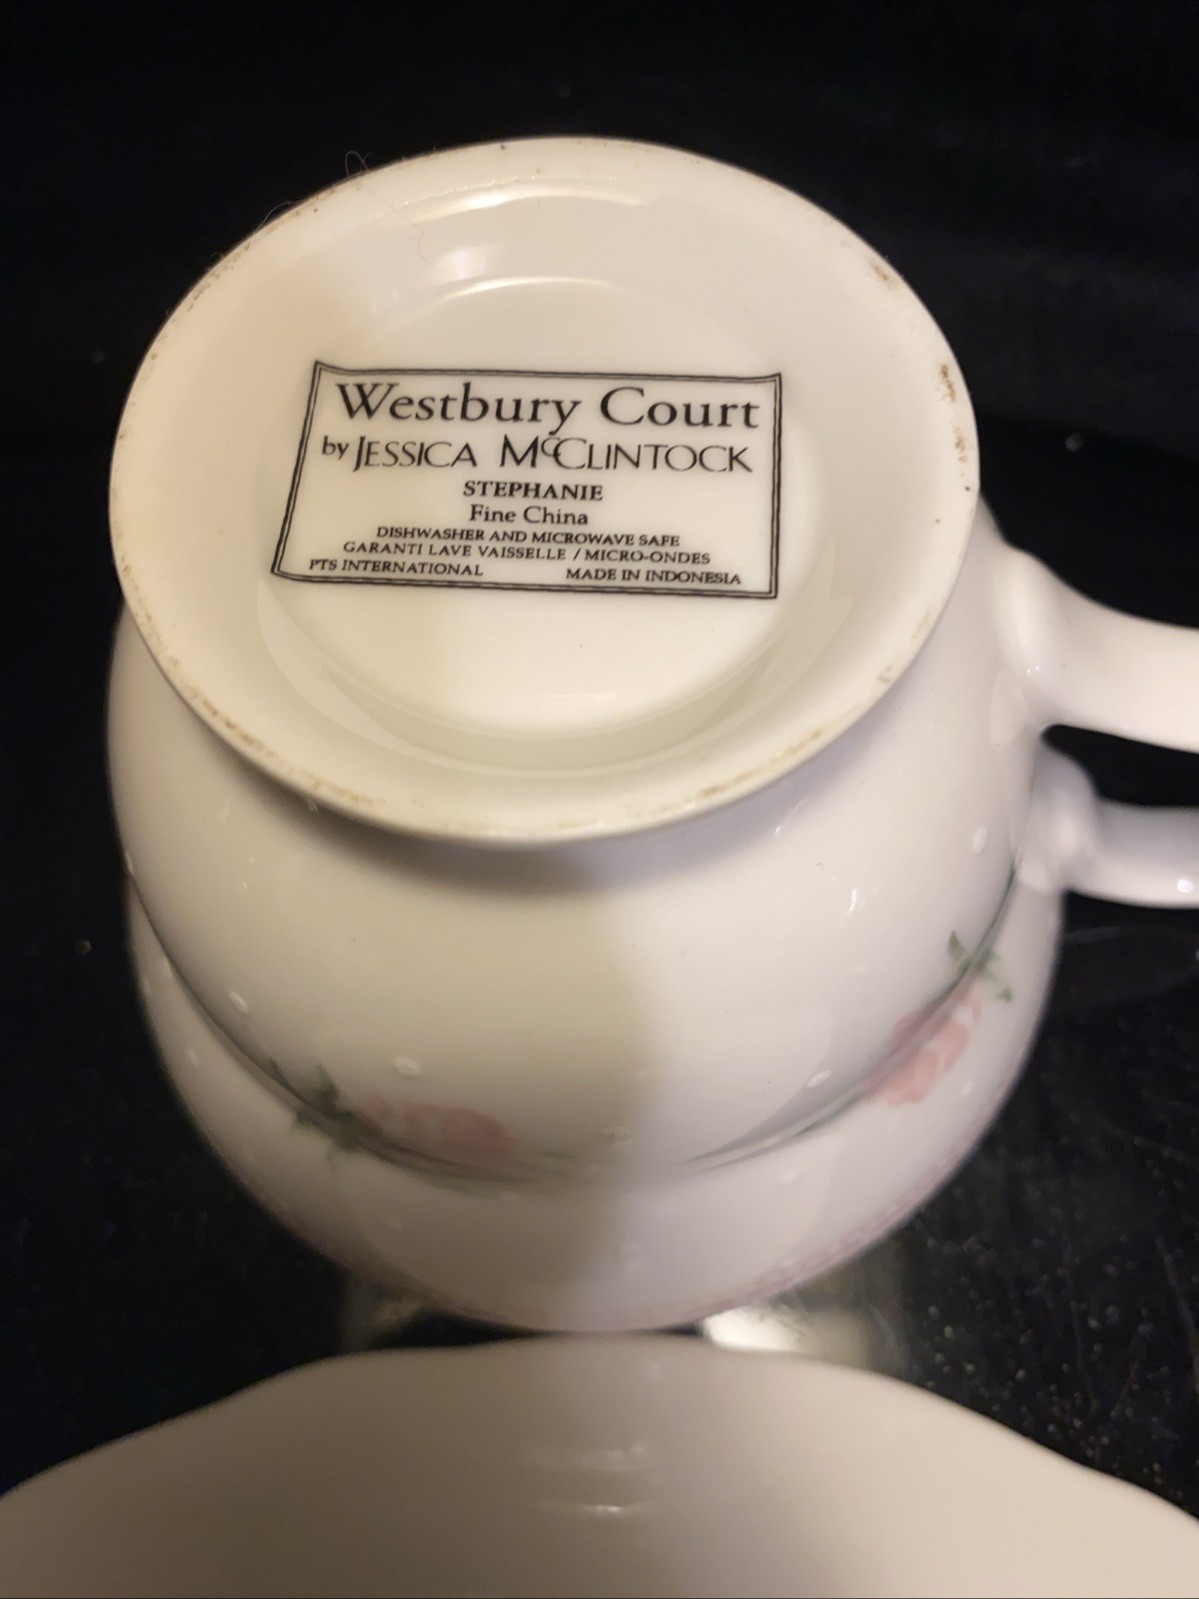 Westbury Court
by JESSICA McCLINTOCK
STEPHANIE
Fine China
DISHWASHER AND MICROWAVE SAFE
GARANTI LAVE VAISSELLE / MICRO-ONDES
PTS INTERNATIONAL MADE IN INDONESIA